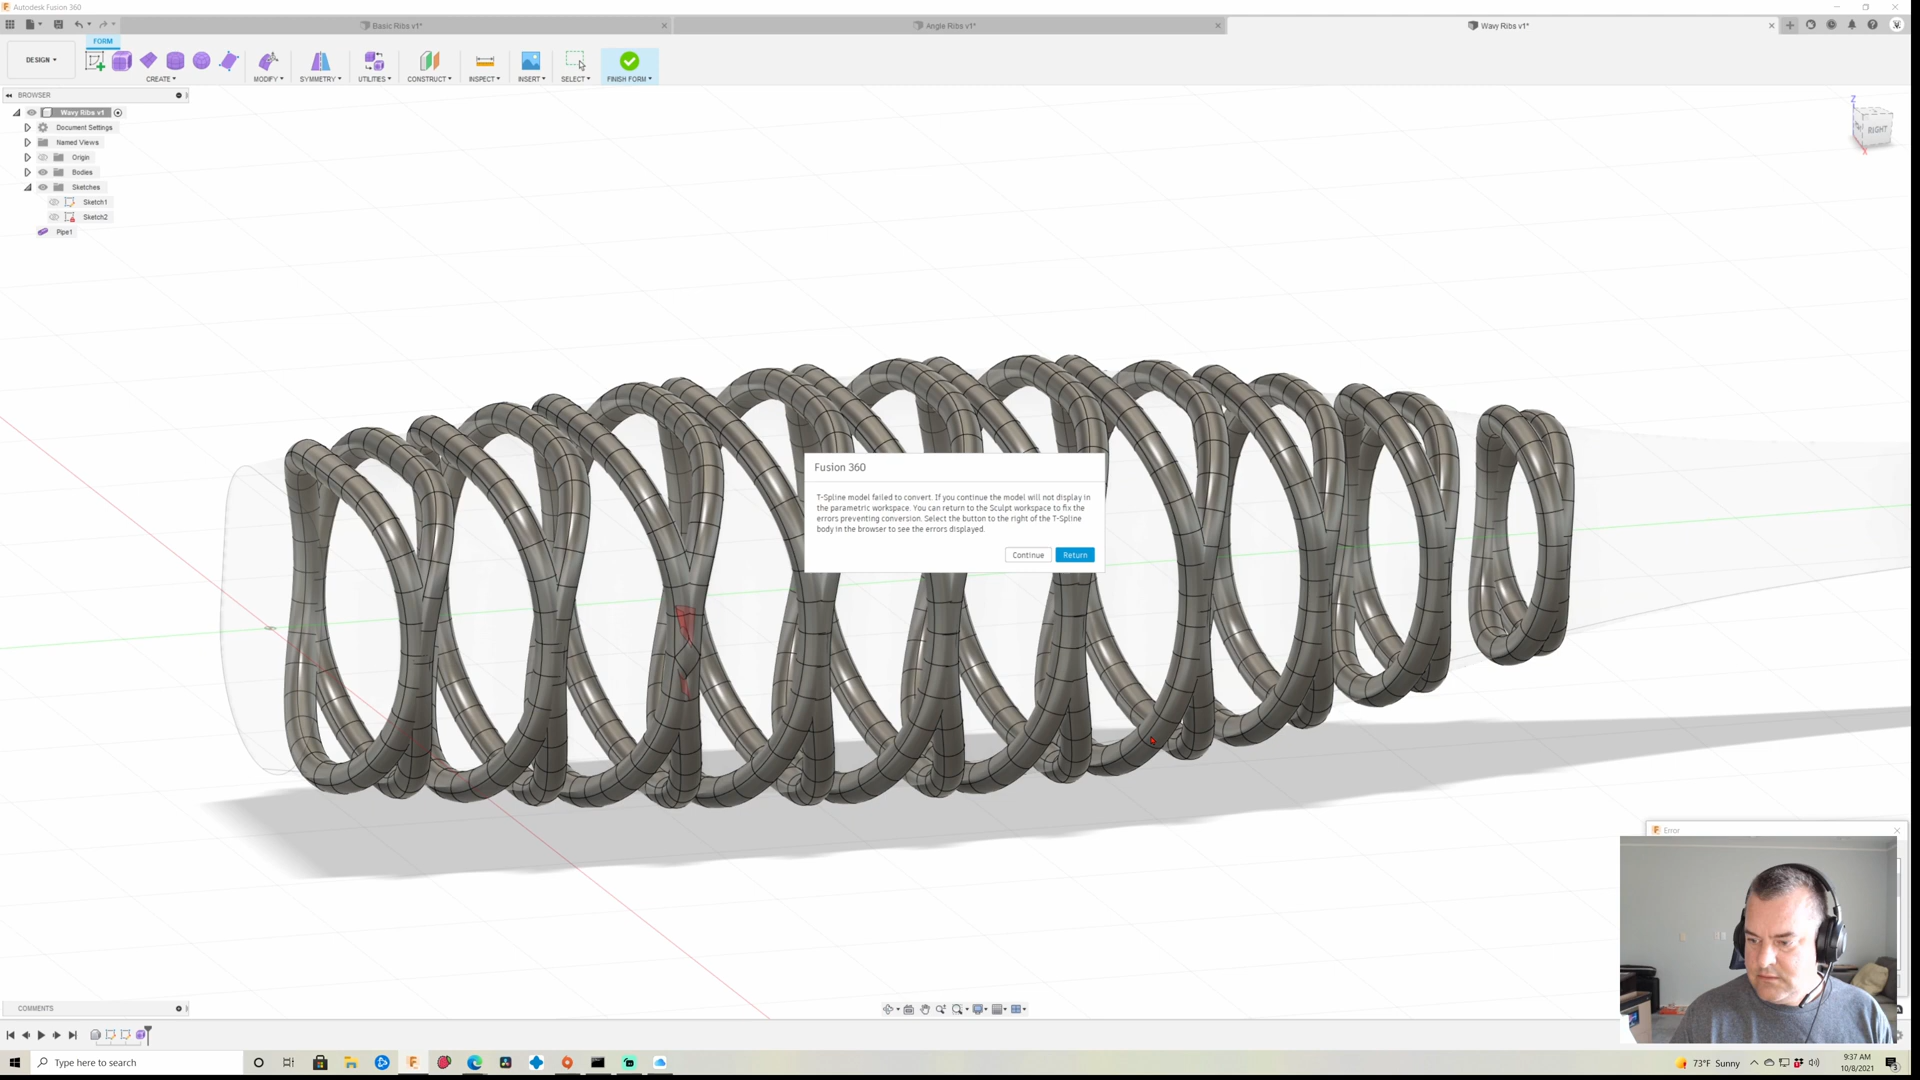 Autodesk Fusion 360
Basic Ribs v1*
Angle Ribs v1*
Wavy Ribs v1*
FORM
DESIGN
CREATE
MODIFY
SYMMETRY
UTILITIES
CONSTRUCT
INSPECT
INSERT
SELECT
FINISH FORM
BROWSER
Wavy Ribs v1
Document Settings
Named Views
Origin
Bodies
Sketches
Sketch1
Sketch2
Pipe1
Z
RIGHT
X
Fusion 360
T-Spline model failed to convert. If you continue the model will not display in
the parametric workspace. You can return to the Sculpt workspace to fix the
errors preventing conversion. Select the button to the right of the T-Spline
body in the browser to see the errors displayed.
Continue
Return
Error
COMMENTS
Type here to search
73°F Sunny
9:37 AM
10/8/2021